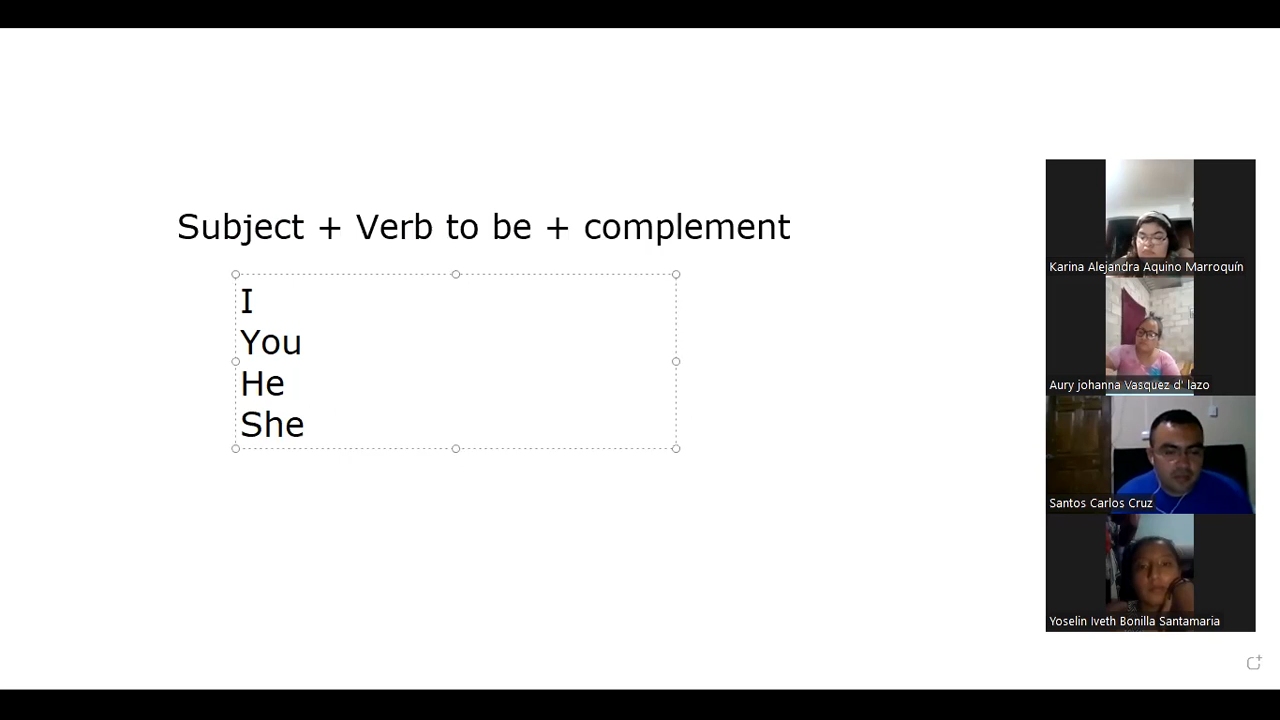 Subject + Verb to be + complement
I
You
He
She
Karina Alejandra Aquino Marroquín
Aury johanna Vasquez d' lazo
Santos Carlos Cruz
Yoselin Iveth Bonilla Santamaria